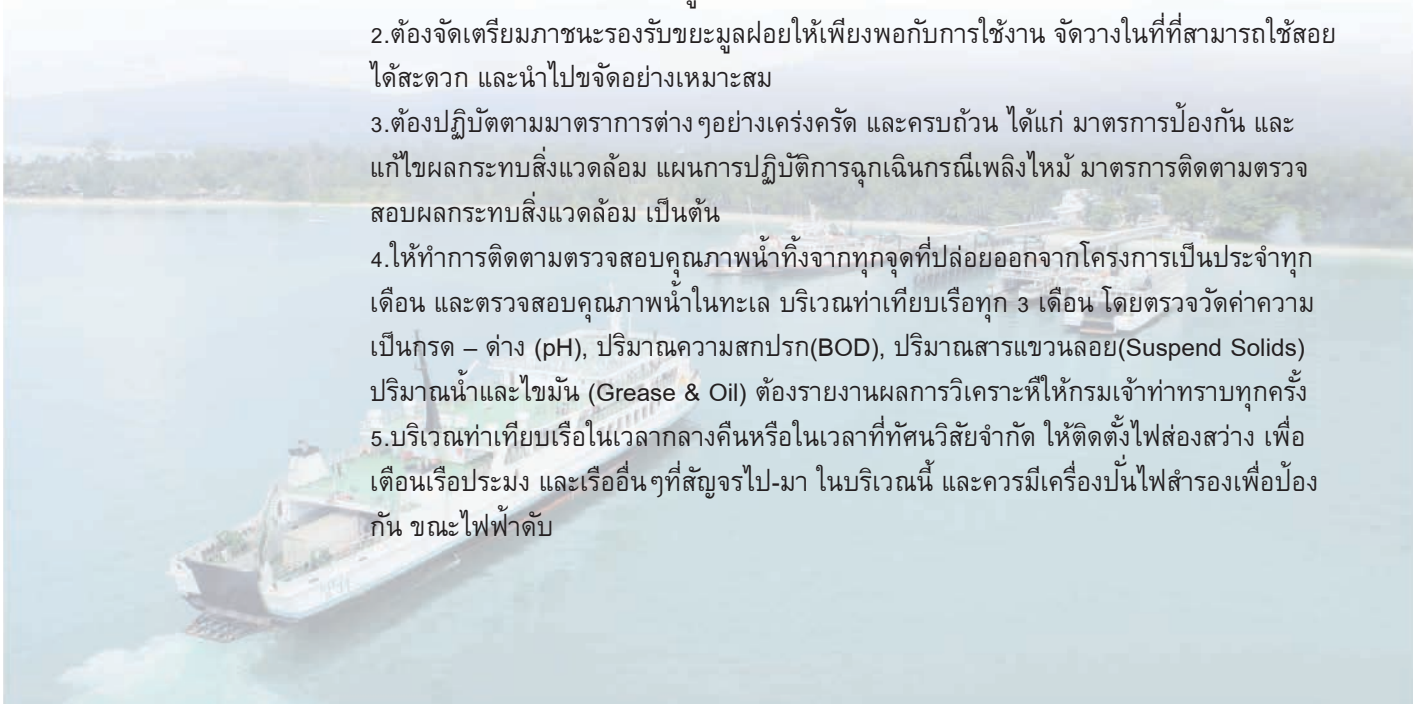 2.ต้องจัดเตรียมภาชนะรองรับขยะมูลฝอยให้เพียงพอกับการใช้งาน จัดวางในที่ที่สามารถใช้สอย
ได้สะดวก และนำไปขจัดอย่างเหมาะสม
3.ต้องปฏิบัติตามมาตราการต่างๆอย่างเคร่งครัด และครบถ้วน ได้แก่ มาตรการป้องกัน และ
แก้ไขผลกระทบสิ่งแวดล้อม แผนการปฏิบัติการฉุกเฉินกรณีเพลิงไหม้ มาตรการติดตามตรวจ
สอบผลกระทบสิ่งแวดล้อม เป็นต้น
4.ให้ทำการติดตามตรวจสอบคุณภาพน้ำทิ้งจากทุกจุดที่ปล่อยออกจากโครงการเป็นประจำทุก
เดือน และตรวจสอบคุณภาพน้ำในทะเล บริเวณท่าเทียบเรือทุก 3 เดือน โดยตรวจวัดค่าความ
เป็นกรด – ด่าง (pH), ปริมาณความสกปรก(BOD), ปริมาณสารแขวนลอย(Suspend Solids)
ปริมาณน้ำและไขมัน (Grease & Oil) ต้องรายงานผลการวิเคราะห์ให้กรมเจ้าท่าทราบทุกครั้ง
5.บริเวณท่าเทียบเรือในเวลากลางคืนหรือในเวลาที่ทัศนวิสัยจำกัด ให้ติดตั้งไฟส่องสว่าง เพื่อ
เตือนเรือประมง และเรืออื่นๆที่สัญจรไป-มา ในบริเวณนี้ และควรมีเครื่องปั่นไฟสำรองเพื่อป้อง
กัน ขณะไฟฟ้าดับ